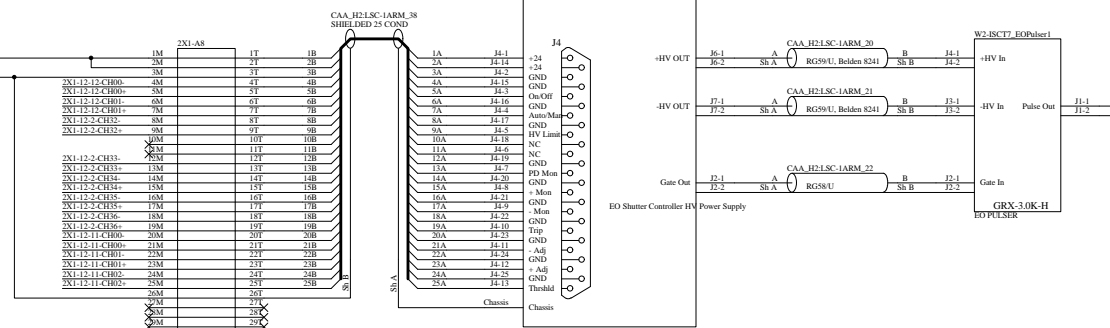 CAA_H2:LSC-1ARM_38
SHIELDED 25 COND
2X1-A8
J4
1M 1T 1B 1A J4-1 +24
2M 2T 2B 2A J4-14 +24
3M 3T 3B 3A J4-2 GND
2X1-12-12-CH00- 4M 4T 4B 4A J4-15 GND
2X1-12-12-CH00+ 5M 5T 5B 5A J4-3 On/Off
2X1-12-12-CH01- 6M 6T 6B 6A J4-16 GND
2X1-12-12-CH01+ 7M 7T 7B 7A J4-4 Auto/Man
2X1-12-2-CH32- 8M 8T 8B 8A J4-17 GND
2X1-12-2-CH32+ 9M 9T 9B 9A J4-5 HV Limit
10M 10T 10B 10A J4-18 NC
11M 11T 11B 11A J4-6 NC
2X1-12-2-CH33- 12M 12T 12B 12A J4-19 GND
2X1-12-2-CH33+ 13M 13T 13B 13A J4-7 PD Mon
2X1-12-2-CH34- 14M 14T 14B 14A J4-20 GND
2X1-12-2-CH34+ 15M 15T 15B 15A J4-8 + Mon
2X1-12-2-CH35- 16M 16T 16B 16A J4-21 GND
2X1-12-2-CH35+ 17M 17T 17B 17A J4-9 - Mon
2X1-12-2-CH36- 18M 18T 18B 18A J4-22 GND
2X1-12-2-CH36+ 19M 19T 19B 19A J4-10 Trip
2X1-12-11-CH00- 20M 20T 20B 20A J4-23 GND
2X1-12-11-CH00+ 21M 21T 21B 21A J4-11 - Adj
2X1-12-11-CH01- 22M 22T 22B 22A J4-24 GND
2X1-12-11-CH01+ 23M 23T 23B 23A J4-12 + Adj
2X1-12-11-CH02- 24M 24T 24B 24A J4-25 GND
2X1-12-11-CH02+ 25M 25T 25B 25A J4-13 Thrshld
26M 26T
27M 27T
28M 28T
29M 29T
Sh B
Sh A
Chassis Chassis
+HV OUT J6-1 A CAA_H2:LSC-1ARM_20 B J4-1 +HV In
J6-2 Sh A RG59/U, Belden 8241 Sh B J4-2
-HV OUT J7-1 A CAA_H2:LSC-1ARM_21 B J3-1 -HV In
J7-2 Sh A RG59/U, Belden 8241 Sh B J3-2
Gate Out J2-1 A CAA_H2:LSC-1ARM_22 B J2-1 Gate In
J2-2 Sh A RG58/U Sh B J2-2
EO Shutter Controller HV Power Supply
W2-ISCT7_EOPulser1
Pulse Out J1-1
J1-2
GRX-3.0K-H
EO PULSER